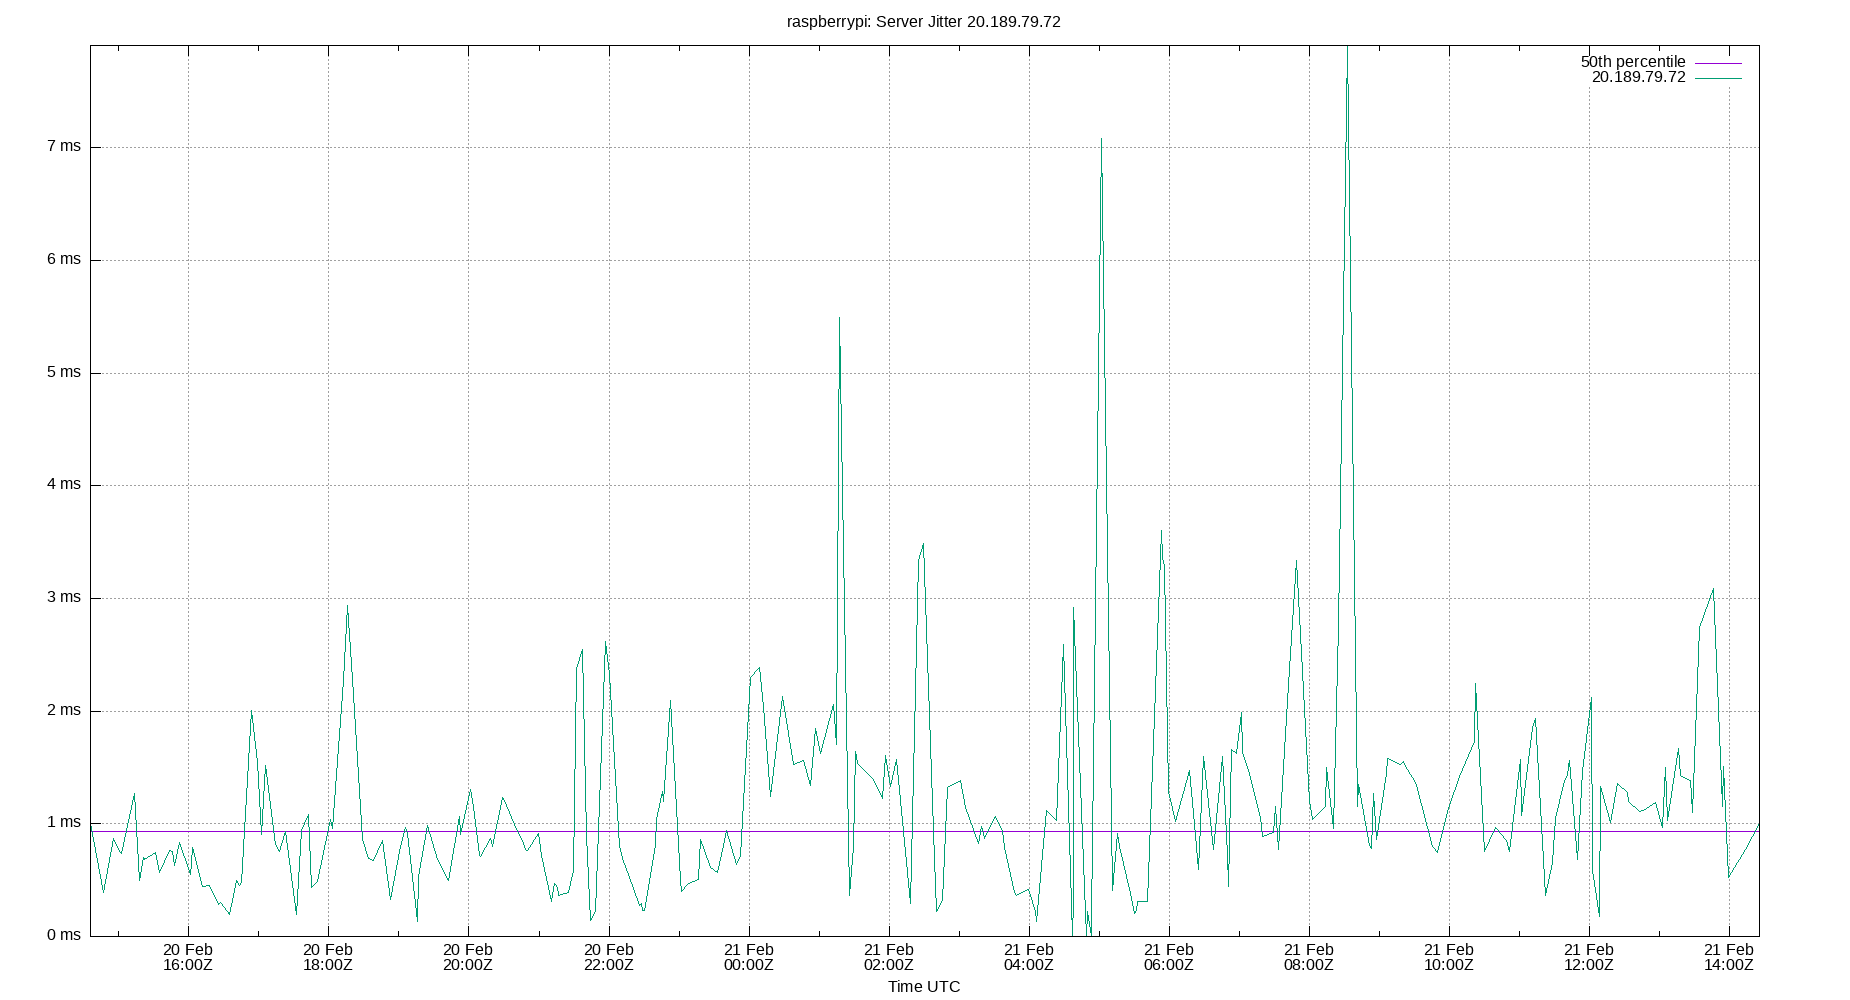 raspberrypi: Server Jitter 20.189.79.72
50th percentile
20.189.79.72
7 ms
6 ms
5 ms
4 ms
3 ms
2 ms
1 ms
0 ms
20 Feb 20 Feb 20 Feb 20 Feb 21 Feb 21 Feb 21 Feb 21 Feb 21 Feb 21 Feb 21 Feb 21 Feb
16:00Z 18:00Z 20:00Z 22:00Z 00:00Z 02:00Z 04:00Z 06:00Z 08:00Z 10:00Z 12:00Z 14:00Z
Time UTC